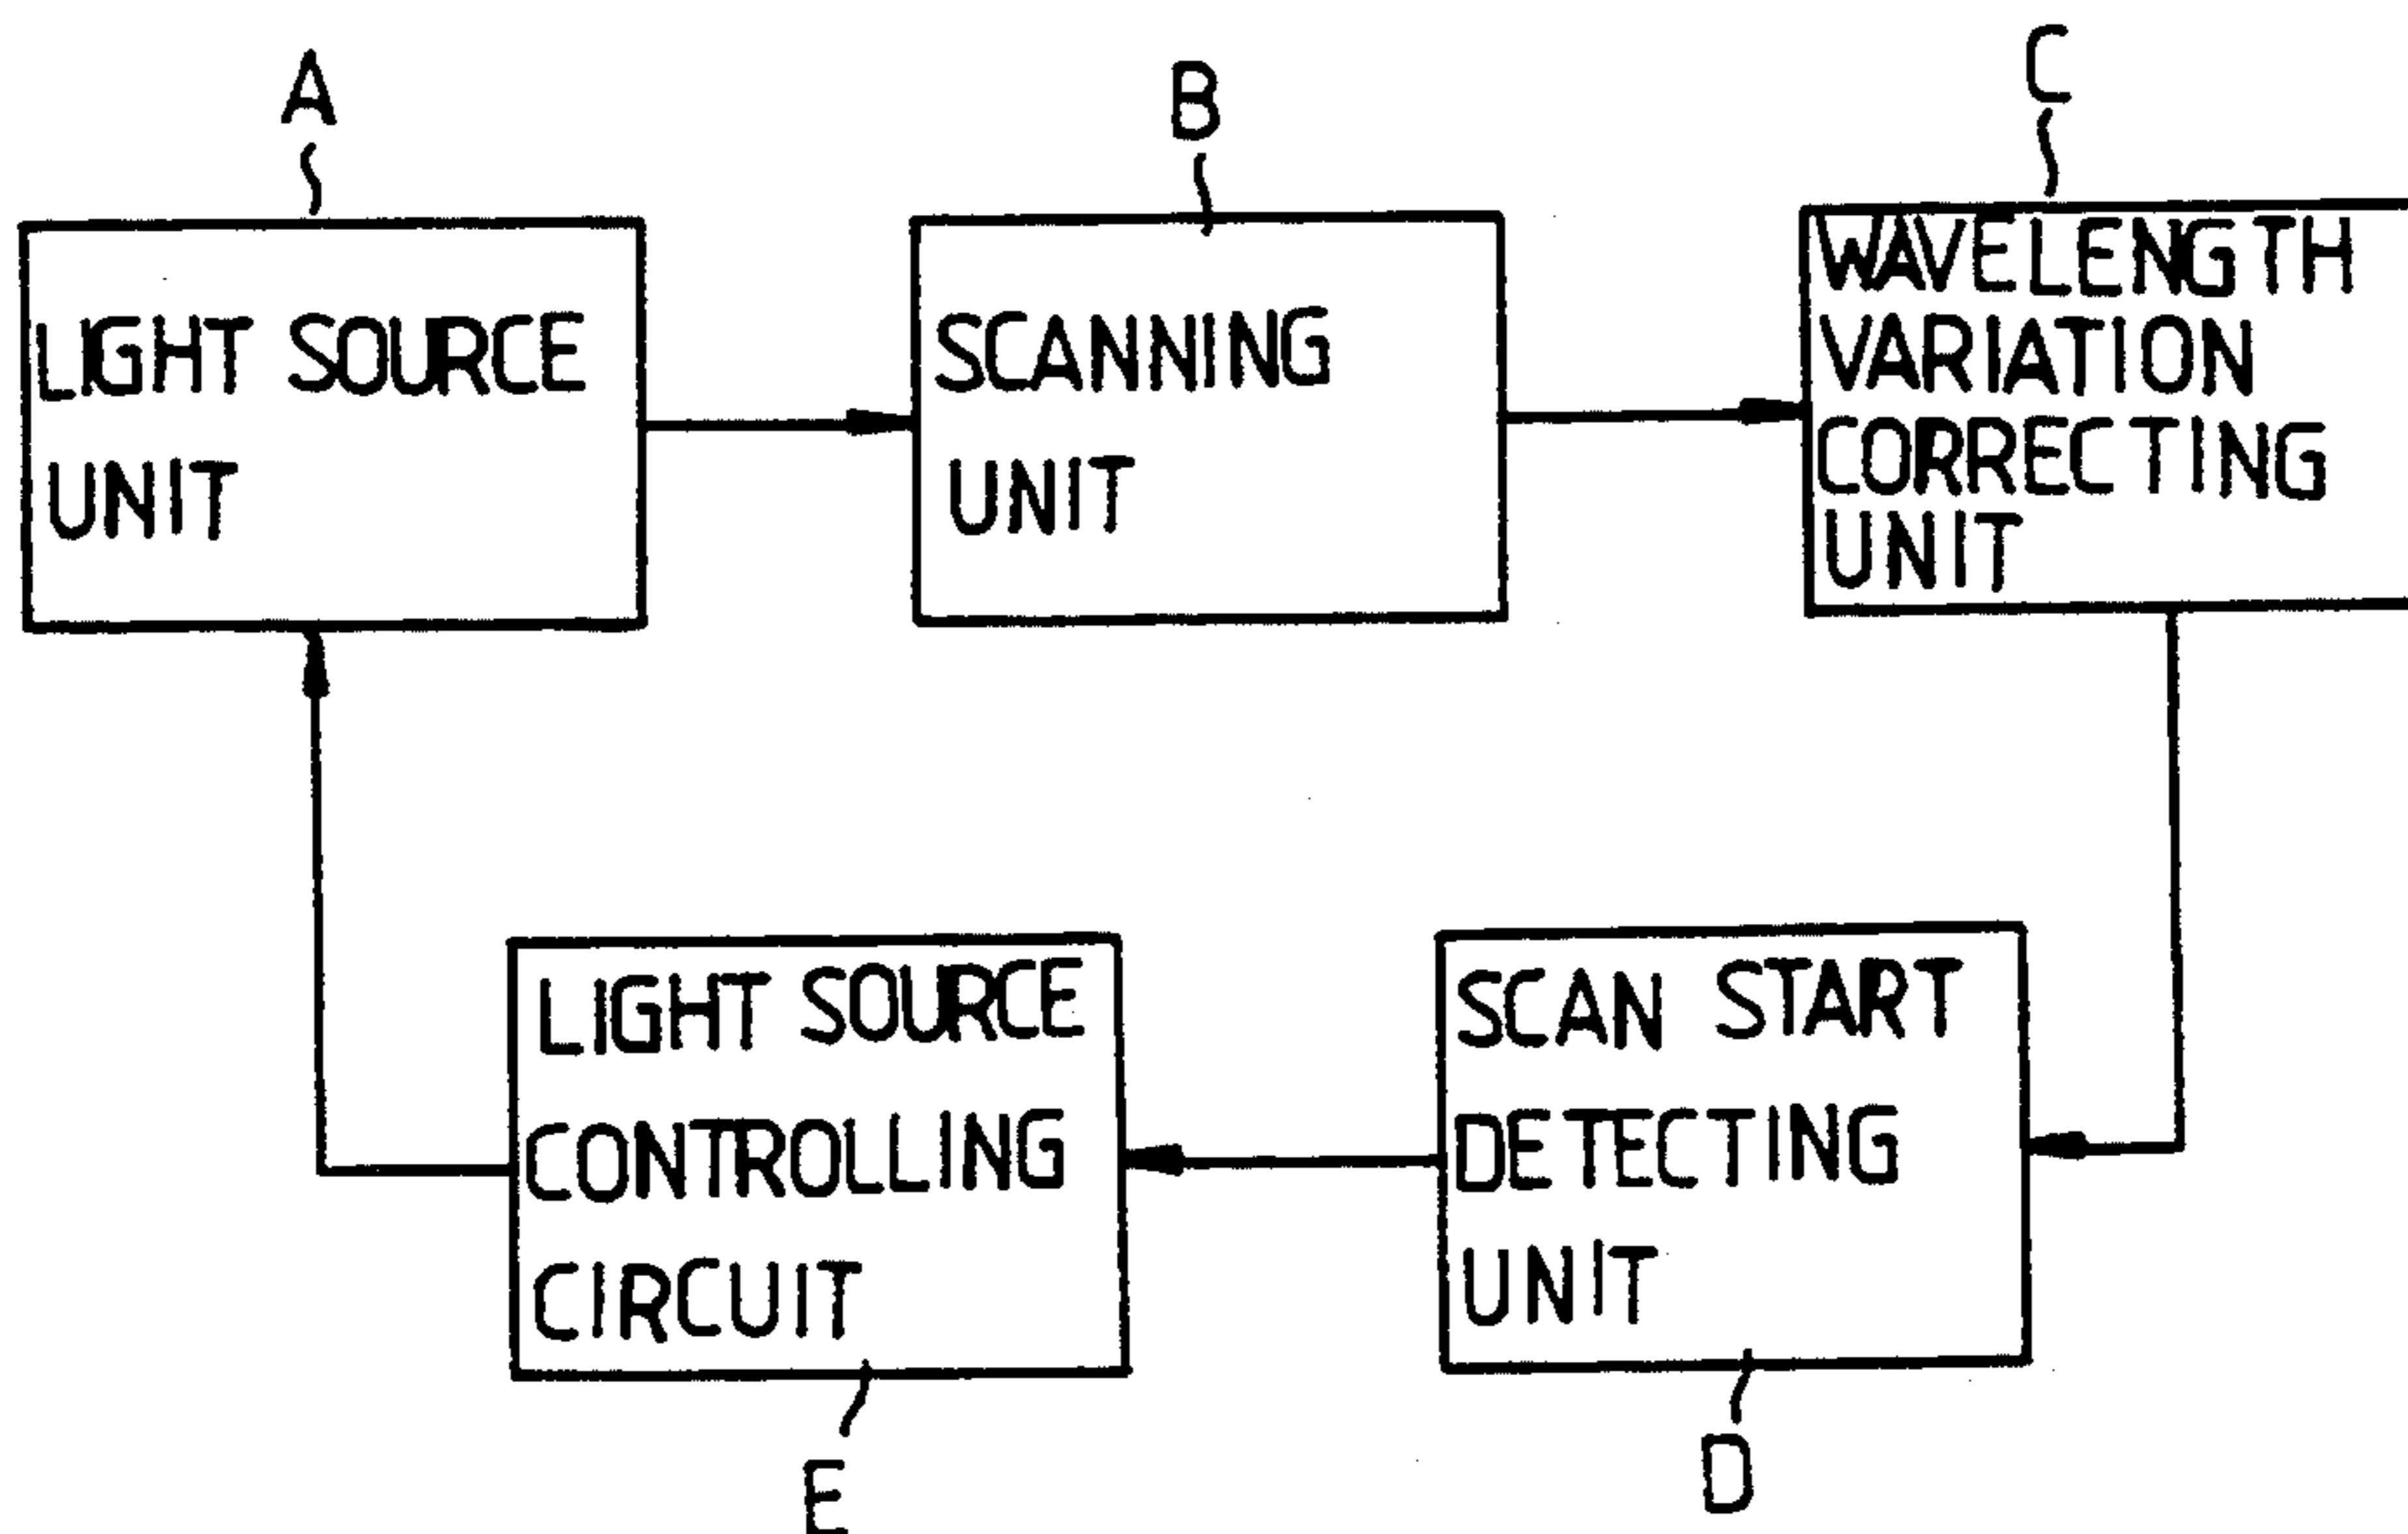 A
B
C
LIGHT SOURCE
UNIT
SCANNING
UNIT
WAVELENGTH
VARIATION
CORRECTING
UNIT
LIGHT SOURCE
CONTROLLING
CIRCUIT
SCAN START
DETECTING
UNIT
E
D